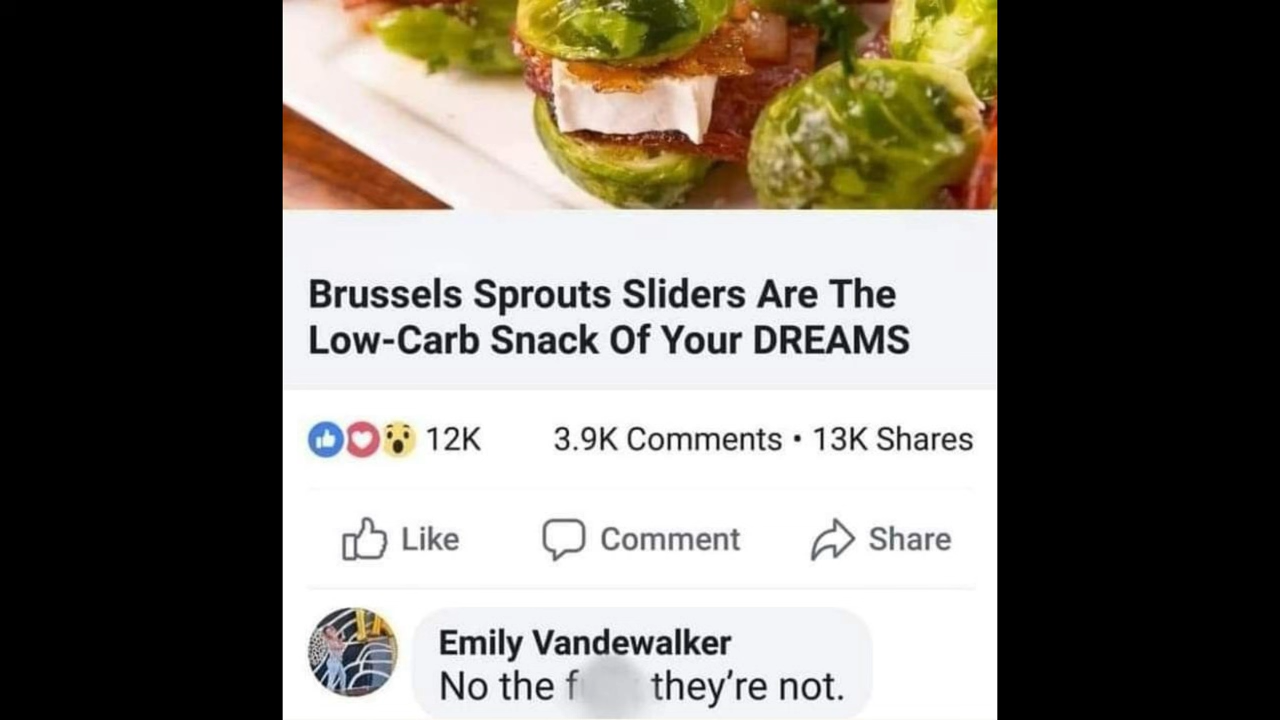 Brussels Sprouts Sliders Are The
Low-Carb Snack Of Your DREAMS
12K 3.9K Comments • 13K Shares
Like Comment Share
Emily Vandewalker
No the they're not.